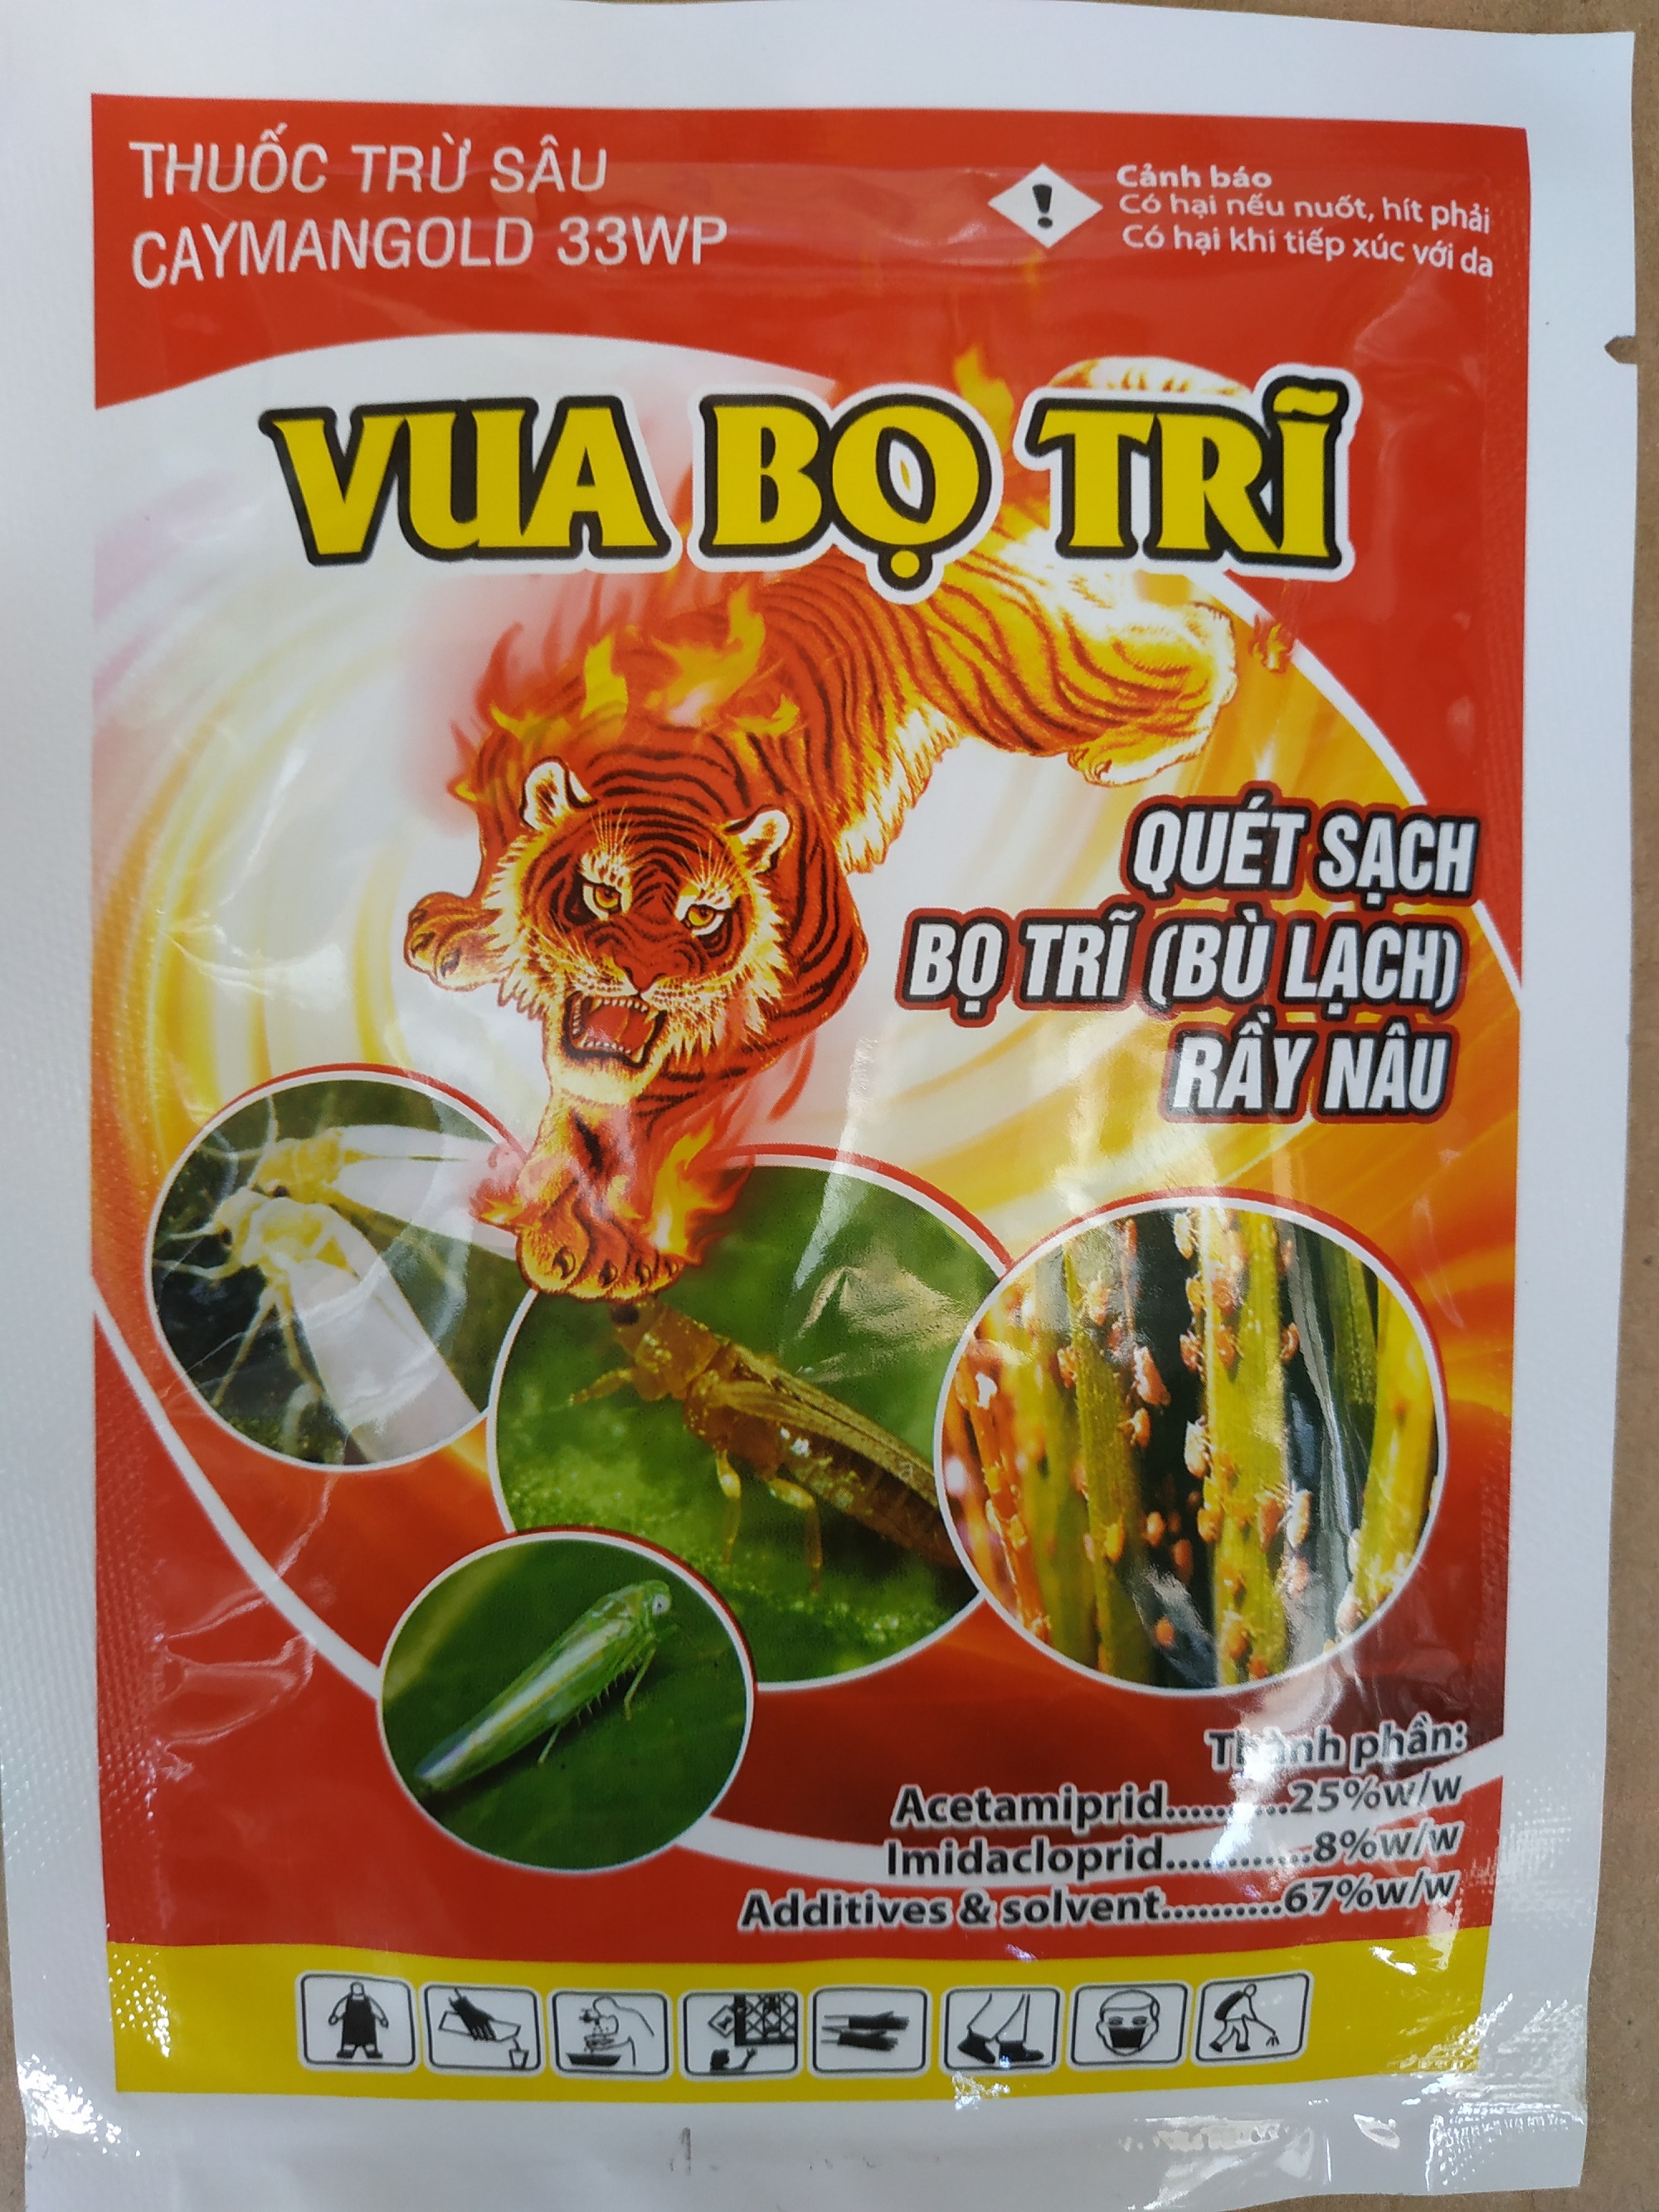 THUỐC TRỪ SÂU
CAYMANGOLD 33WP
Cảnh báo
Có hại nếu nuốt, hít phải
Có hại khi tiếp xúc với da
VUA BỌ TRĨ
QUÉT SẠCH
BỌ TRĨ (BÙ LẠCH)
RẦY NÂU
Thành phần:
Acetamiprid..........25%w/w
Imidacloprid............8%w/w
Additives & solvent..........67%w/w